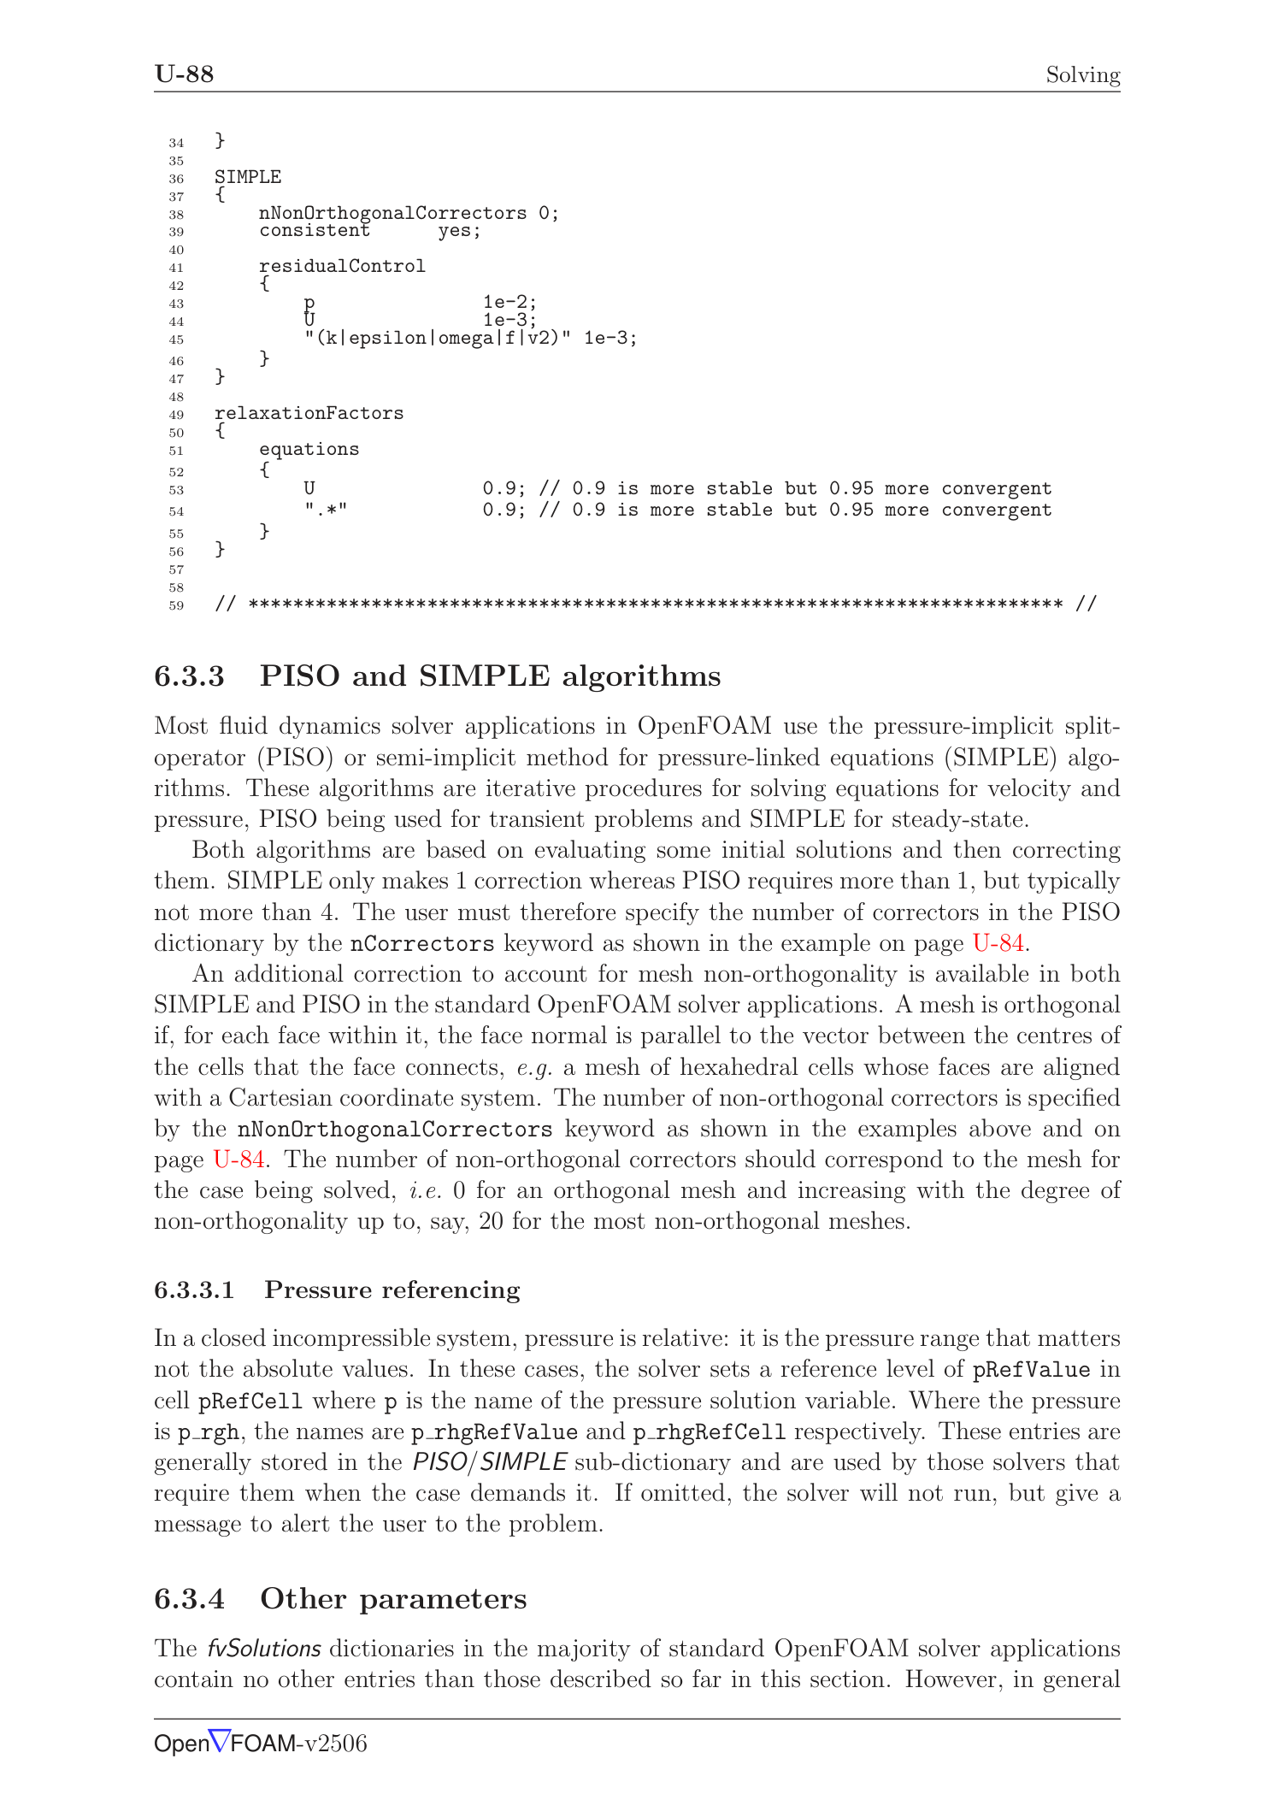 U-88 Solving
34 }
35
36 SIMPLE
37 {
38 nNonOrthogonalCorrectors 0;
39 consistent yes;
40
41 residualControl
42 {
43 p 1e-2;
44 U 1e-3;
45 "(k|epsilon|omega|f|v2)" 1e-3;
46 }
47 }
48
49 relaxationFactors
50 {
51 equations
52 {
53 U 0.9; // 0.9 is more stable but 0.95 more convergent
54 ".*" 0.9; // 0.9 is more stable but 0.95 more convergent
55 }
56 }
57
58
59 // ************************************************************************* //
6.3.3 PISO and SIMPLE algorithms
Most fluid dynamics solver applications in OpenFOAM use the pressure-implicit split-
operator (PISO) or semi-implicit method for pressure-linked equations (SIMPLE) algo-
rithms. These algorithms are iterative procedures for solving equations for velocity and
pressure, PISO being used for transient problems and SIMPLE for steady-state.
Both algorithms are based on evaluating some initial solutions and then correcting
them. SIMPLE only makes 1 correction whereas PISO requires more than 1, but typically
not more than 4. The user must therefore specify the number of correctors in the PISO
dictionary by the nCorrectors keyword as shown in the example on page U-84.
An additional correction to account for mesh non-orthogonality is available in both
SIMPLE and PISO in the standard OpenFOAM solver applications. A mesh is orthogonal
if, for each face within it, the face normal is parallel to the vector between the centres of
the cells that the face connects, e.g. a mesh of hexahedral cells whose faces are aligned
with a Cartesian coordinate system. The number of non-orthogonal correctors is specified
by the nNonOrthogonalCorrectors keyword as shown in the examples above and on
page U-84. The number of non-orthogonal correctors should correspond to the mesh for
the case being solved, i.e. 0 for an orthogonal mesh and increasing with the degree of
non-orthogonality up to, say, 20 for the most non-orthogonal meshes.
6.3.3.1 Pressure referencing
In a closed incompressible system, pressure is relative: it is the pressure range that matters
not the absolute values. In these cases, the solver sets a reference level of pRefValue in
cell pRefCell where p is the name of the pressure solution variable. Where the pressure
is p_rgh, the names are p_rhgRefValue and p_rhgRefCell respectively. These entries are
generally stored in the PISO/SIMPLE sub-dictionary and are used by those solvers that
require them when the case demands it. If omitted, the solver will not run, but give a
message to alert the user to the problem.
6.3.4 Other parameters
The fvSolutions dictionaries in the majority of standard OpenFOAM solver applications
contain no other entries than those described so far in this section. However, in general
Open▽FOAM-v2506